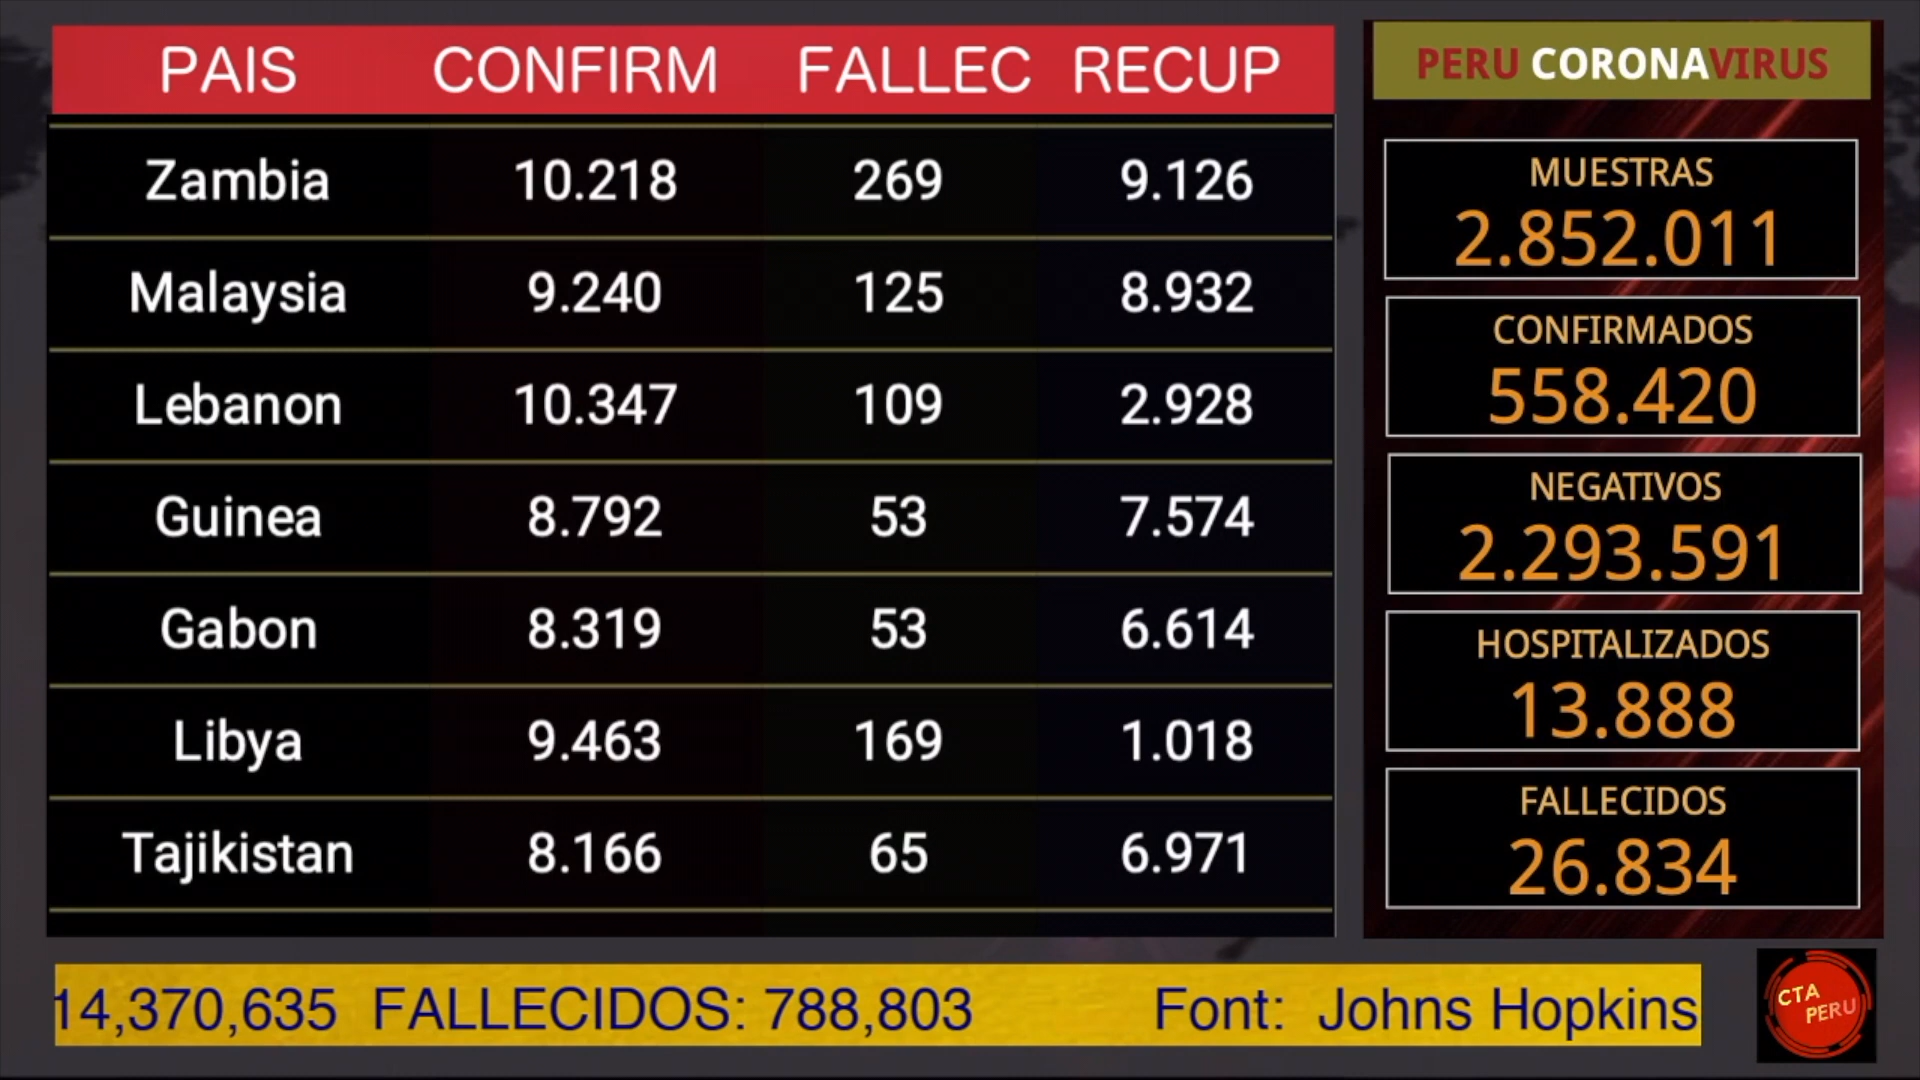 PAIS CONFIRM FALLEC RECUP
Zambia 10.218 269 9.126
Malaysia 9.240 125 8.932
Lebanon 10.347 109 2.928
Guinea 8.792 53 7.574
Gabon 8.319 53 6.614
Libya 9.463 169 1.018
Tajikistan 8.166 65 6.971
PERU CORONAVIRUS
MUESTRAS
2.852.011
CONFIRMADOS
558.420
NEGATIVOS
2.293.591
HOSPITALIZADOS
13.888
FALLECIDOS
26.834
14,370,635 FALLECIDOS: 788,803 Font: Johns Hopkins
CTA
PERU